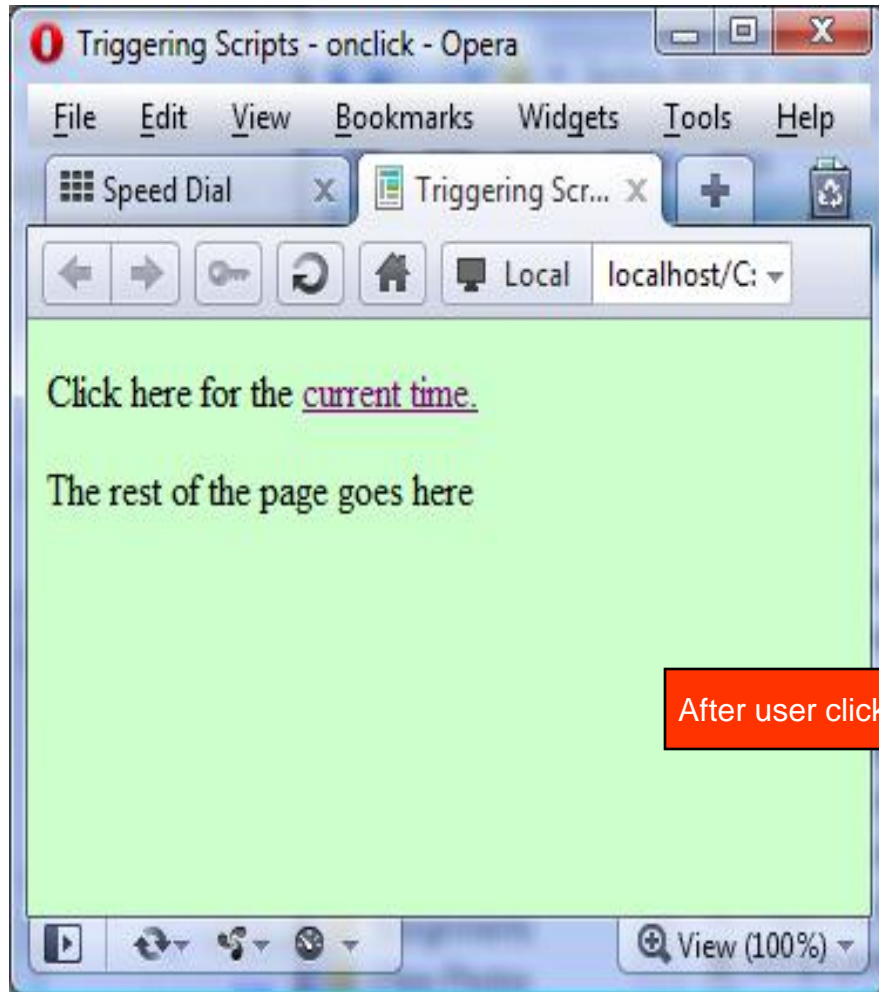 Triggering Scripts - onclick - Opera
File Edit View Bookmarks Widgets Tools Help
Speed Dial Triggering Scr...
Local localhost/C:
Click here for the current time.
The rest of the page goes here
After user click
View (100%)